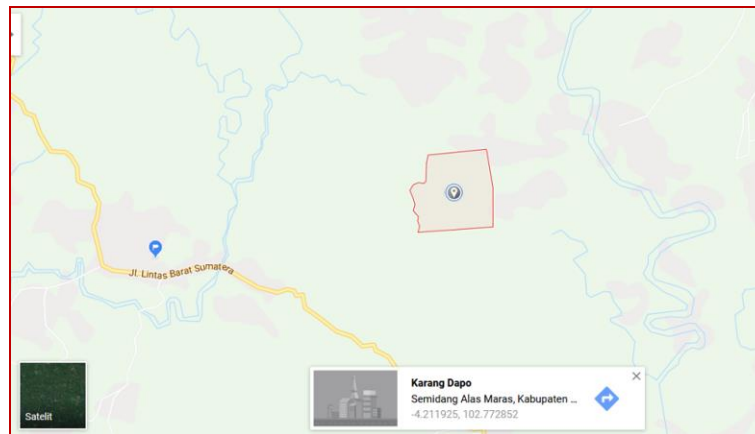 Jl. Lintas Barat Sumatera
Satelit
Karang Dapo
Semidang Alas Maras, Kabupaten ...
-4.211925, 102.772852